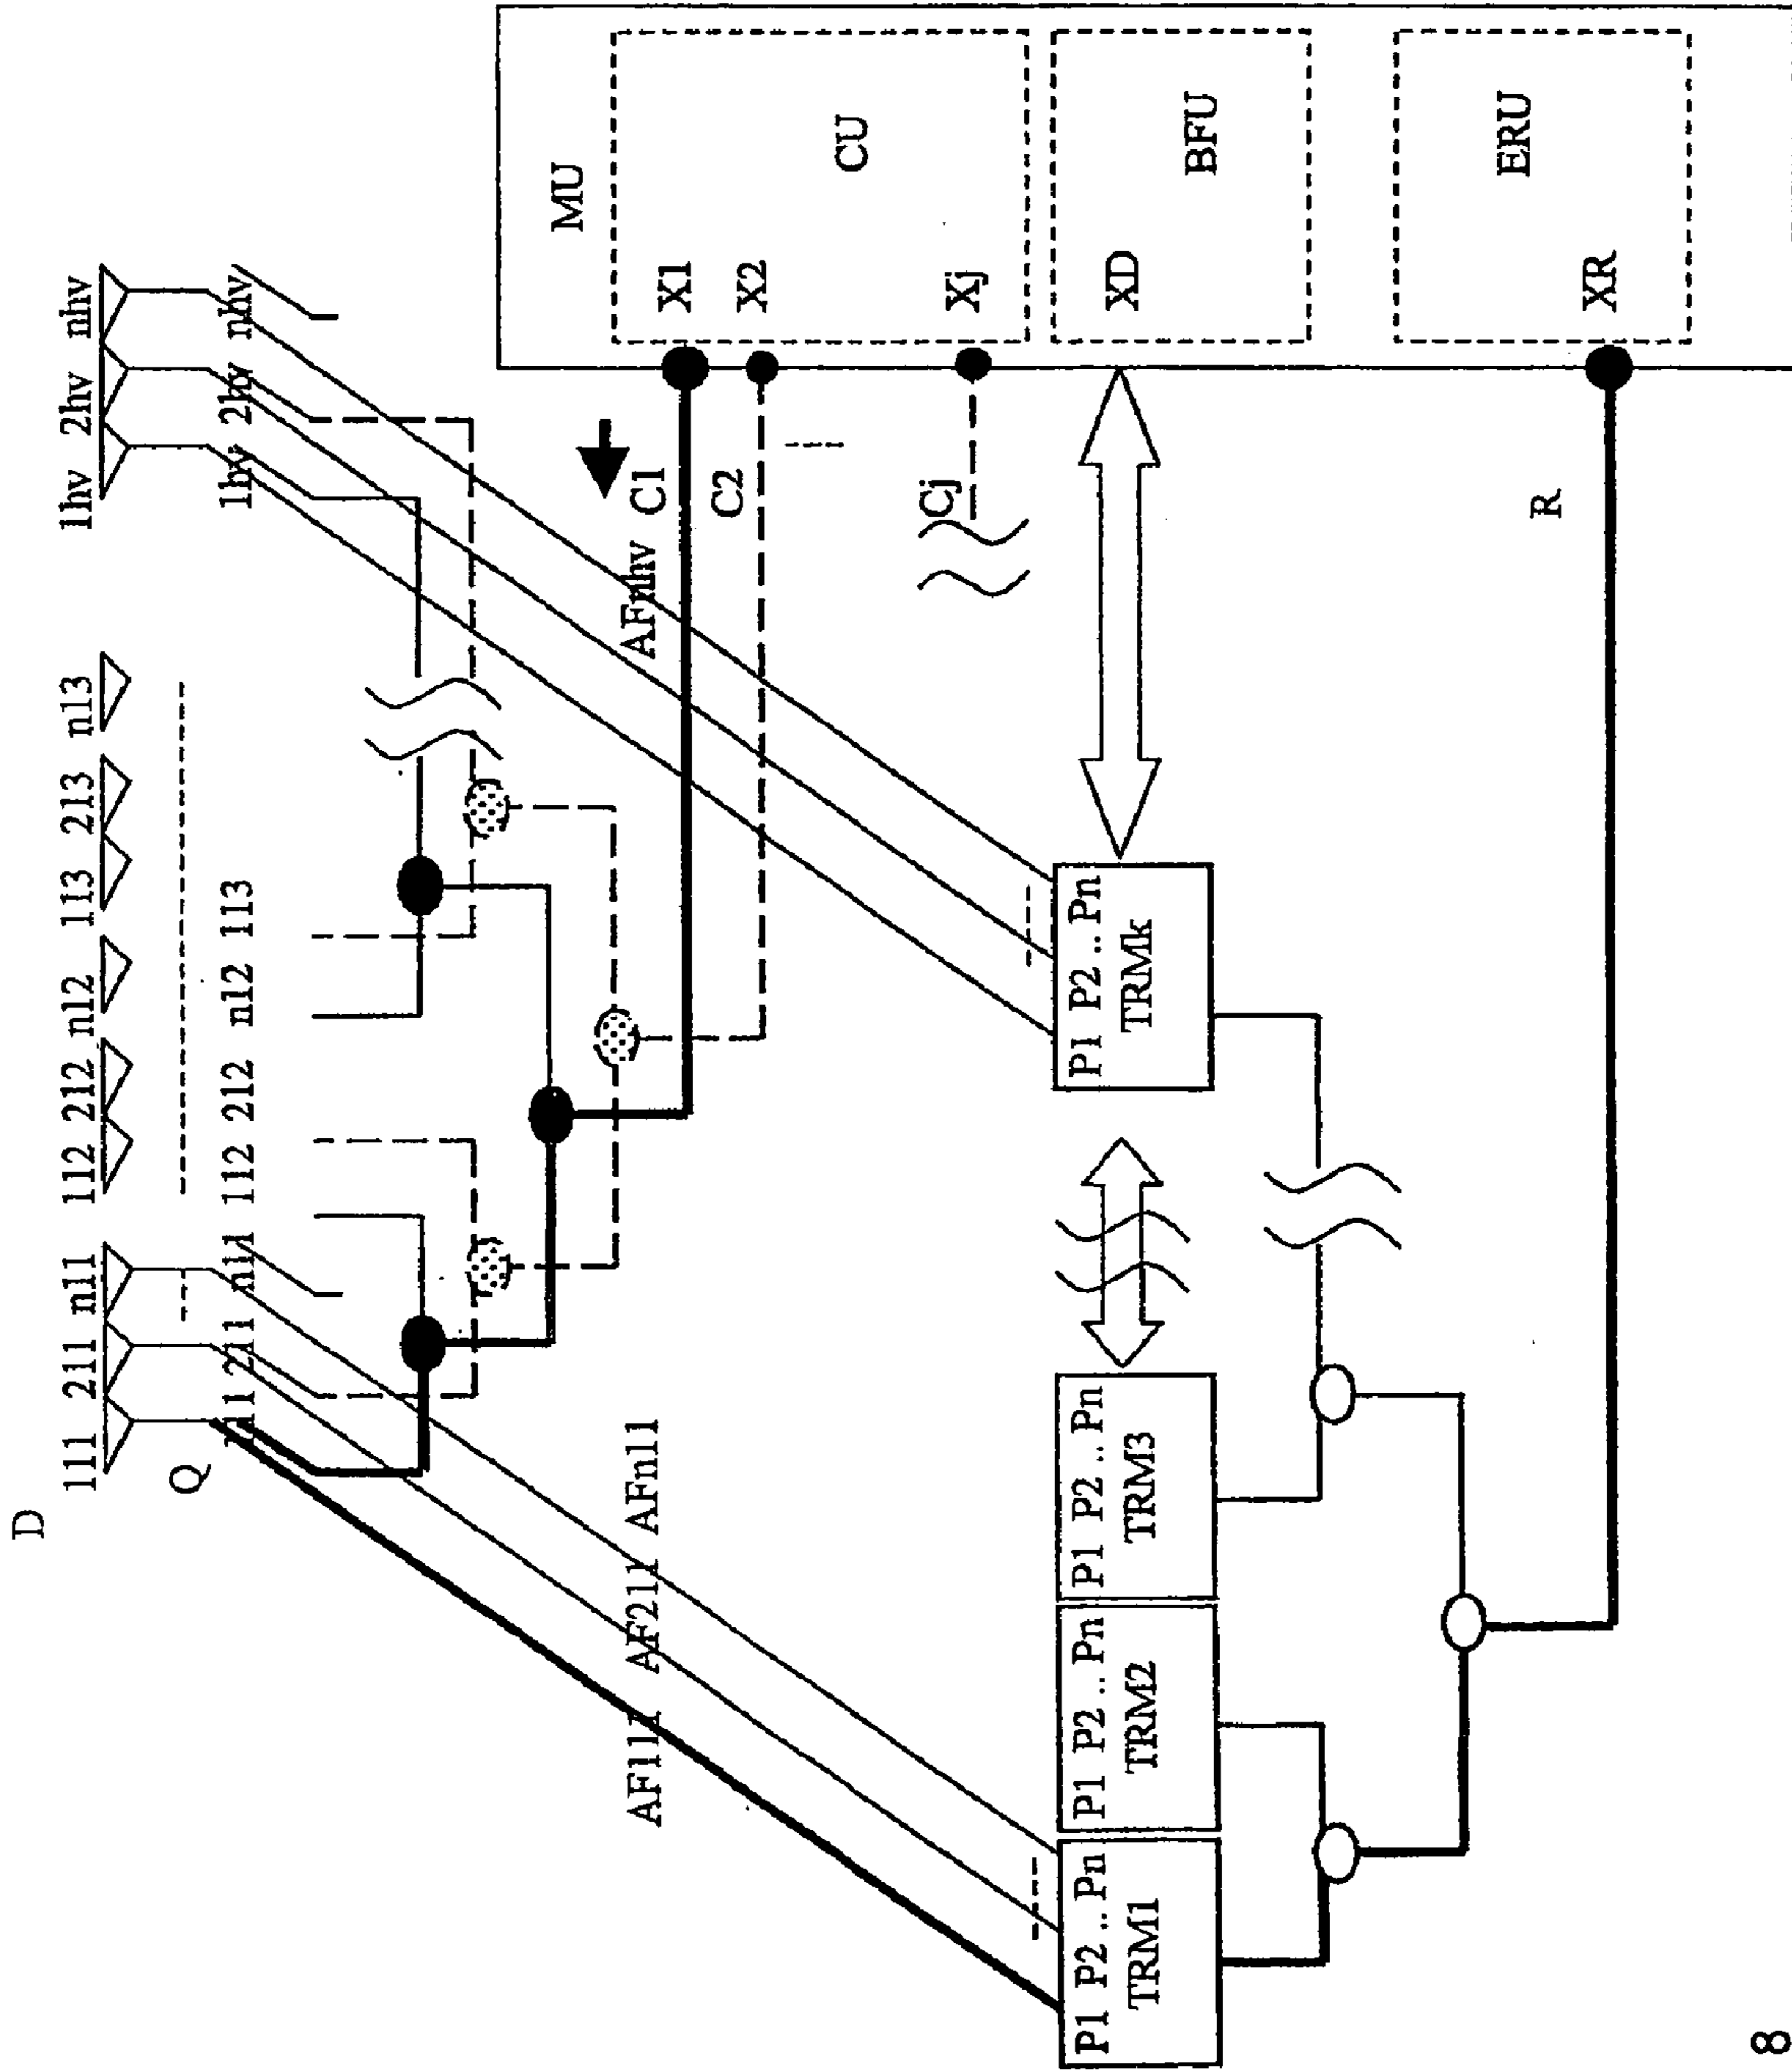 D
111 211 n11 112 212 n12 113 213 n13 1hv 2hv nhv
Q
111 211 n11 112 212 n12 113 1hv 2hv nhv
MU
AF111 AF211 AFn11 AFnhv C1 X1
C2 X2
CU
Cj Xj
P1 P2 .. Pn P1 P2 .. Pn P1 P2 .. Pn P1 P2 .. Pn XD
TRM1 TRM2 TRM3 TRMk
BFU
ERU
R XR
8